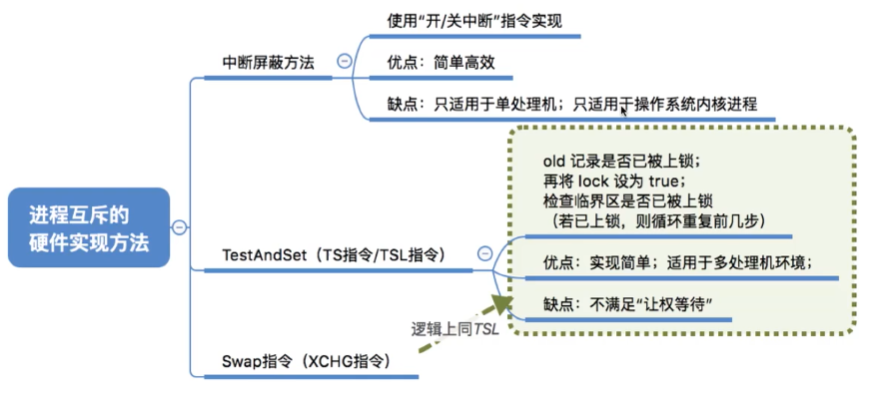 使用“开/关中断”指令实现
中断屏蔽方法
优点：简单高效
缺点：只适用于单处理机；只适用于操作系统内核进程
old 记录是否已被上锁；
再将 lock 设为 true；
检查临界区是否已被上锁
（若已上锁，则循环重复前几步）
进程互斥的
硬件实现方法
TestAndSet（TS指令/TSL指令）
优点：实现简单；适用于多处理机环境；
缺点：不满足“让权等待”
逻辑上同TSL
Swap指令（XCHG指令）